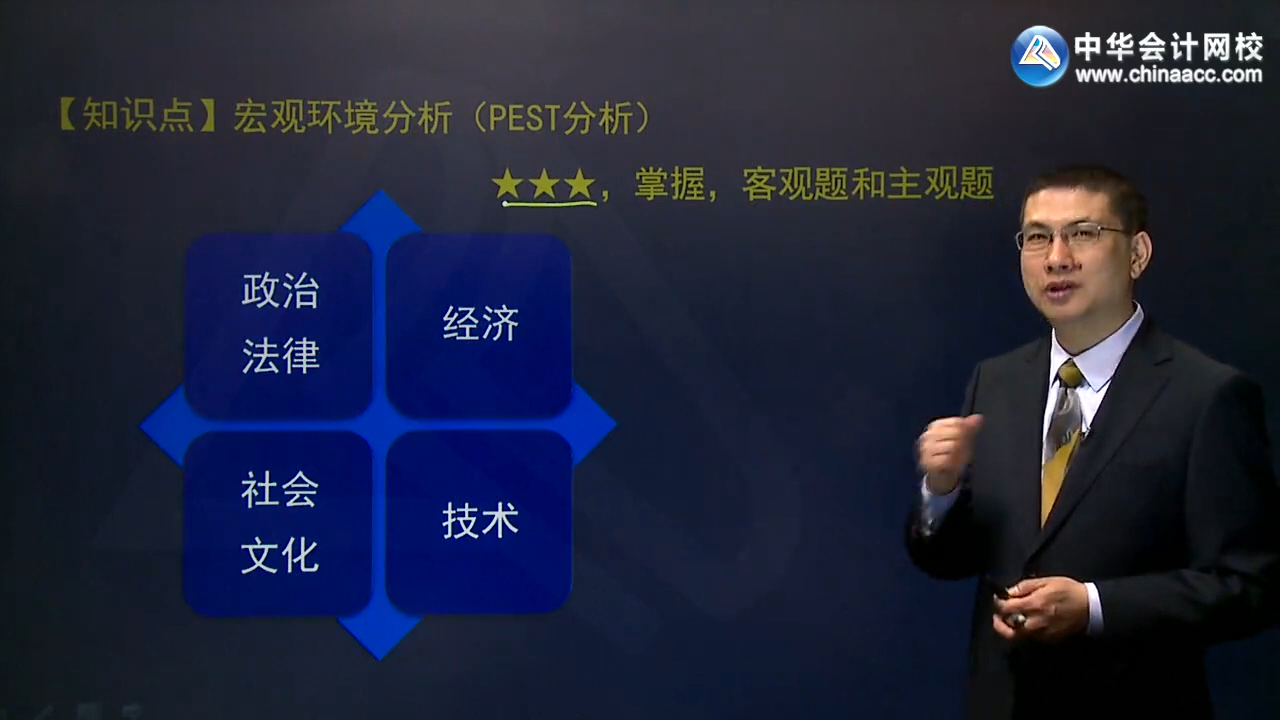 中华会计网校
www.chinaacc.com
【知识点】宏观环境分析（PEST分析）
★★★，掌握，客观题和主观题
政治
法律
经济
社会
文化
技术